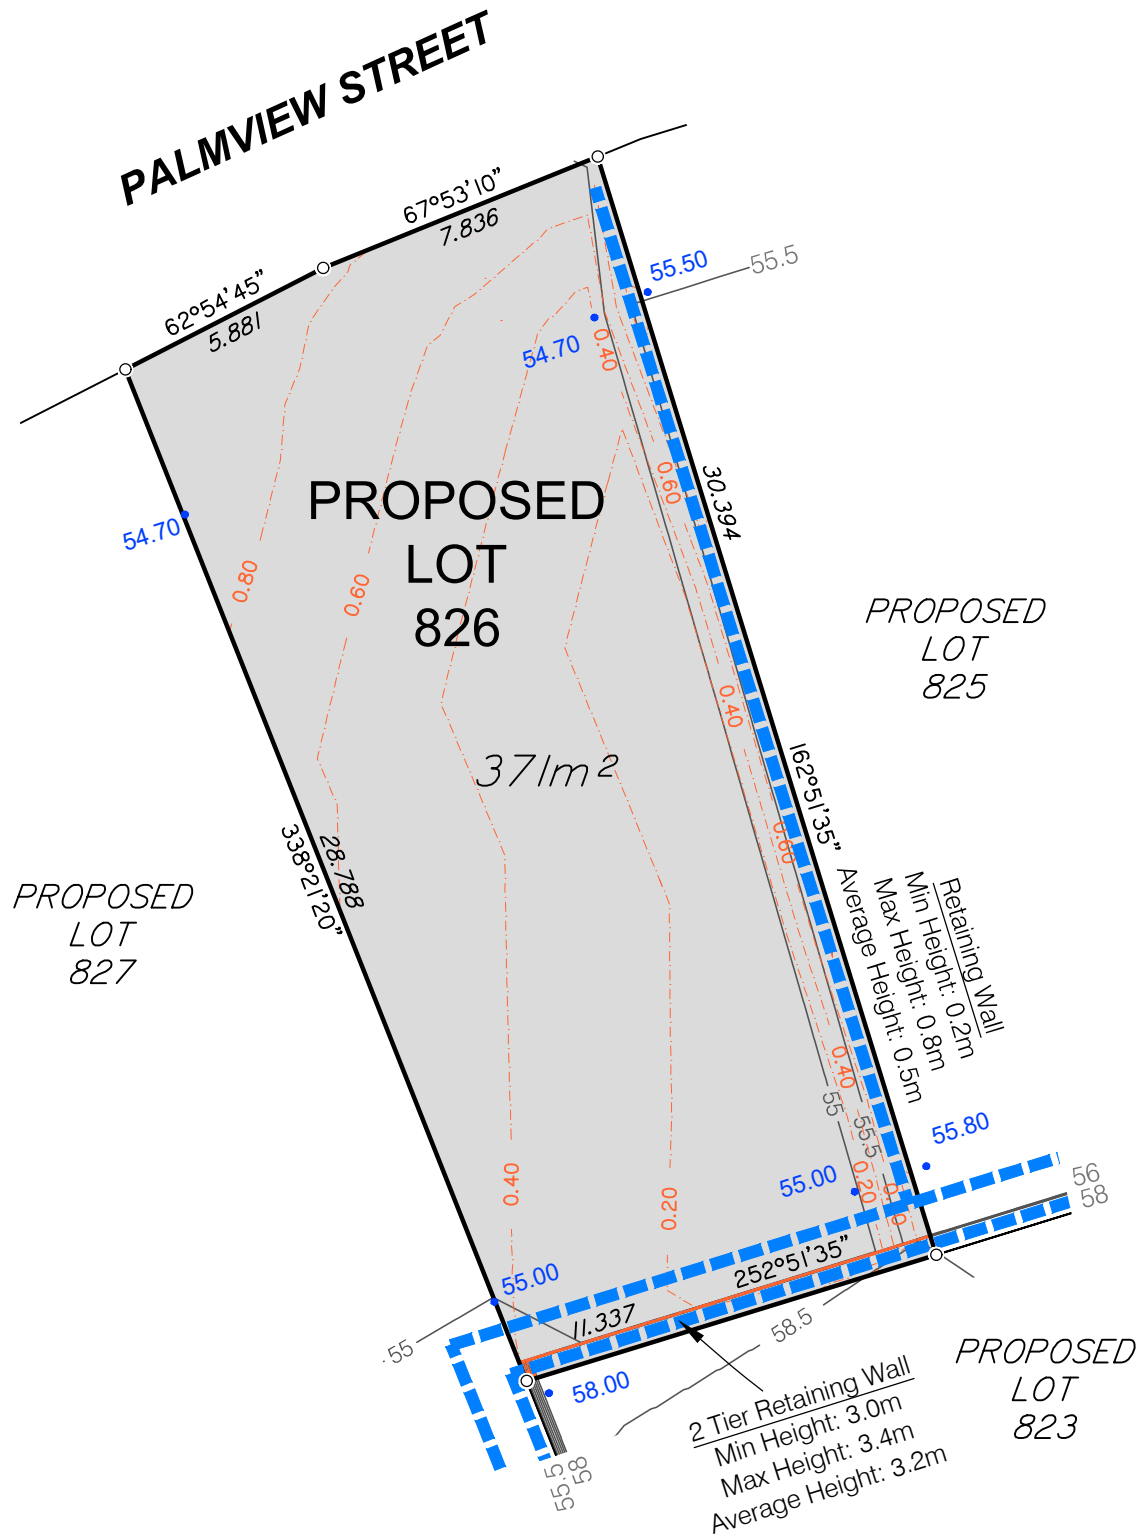 PALMVIEW STREET
67°53'10"
7.836
62°54'45"
5.881
55.50
55.5
54.70
0.40
30.394
0.60
PROPOSED
LOT
826
54.70
0.80
0.60
PROPOSED
LOT
825
0.40
371m²
162°51'35"
0.60
338°21'20"
28.788
PROPOSED
LOT
827
Retaining Wall
Min Height: 0.2m
Max Height: 0.8m
Average Height: 0.5m
0.40
55
55.5
55.80
55.00
0.20
0.40
0.20
56
58
252°51'35"
55.00
11.337
55
58.5
58.00
PROPOSED
LOT
823
2 Tier Retaining Wall
Min Height: 3.0m
Max Height: 3.4m
Average Height: 3.2m
55.5
58